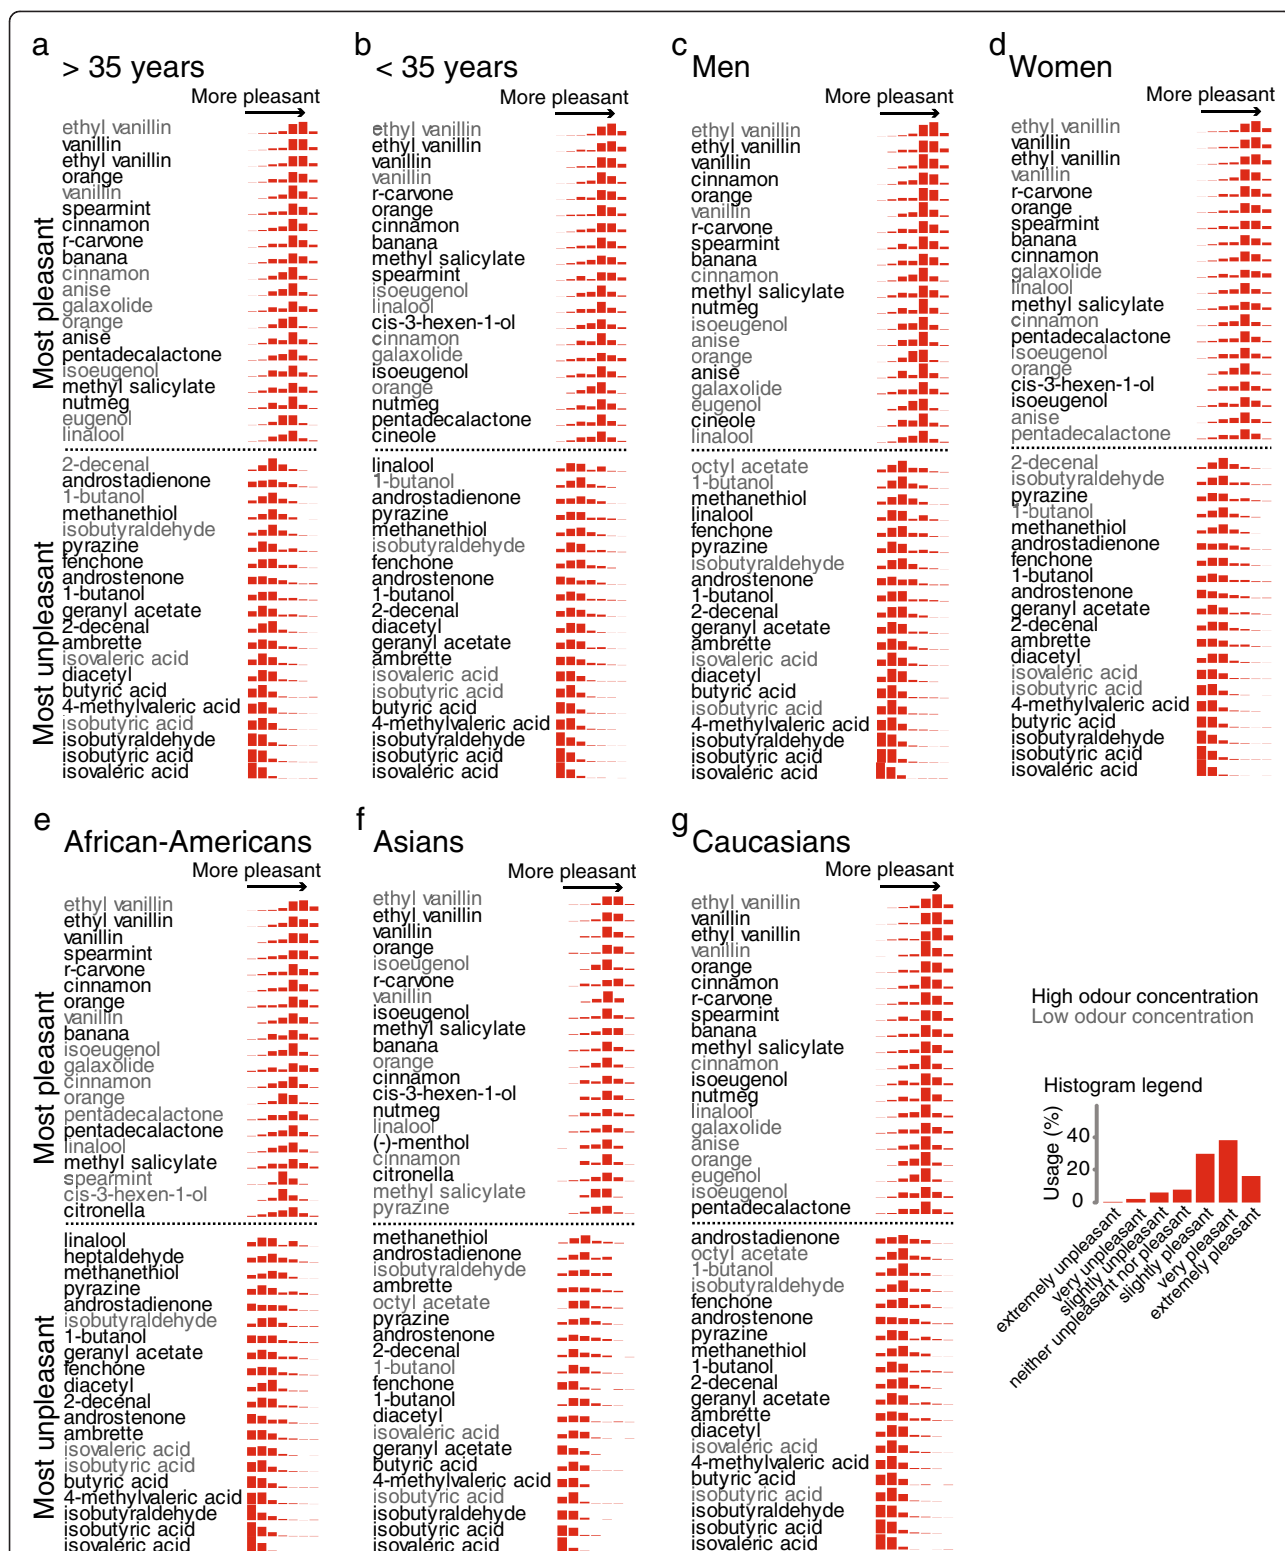 a
> 35 years
More pleasant
Most pleasant
ethyl vanillin
vanillin
ethyl vanillin
orange
vanillin
spearmint
cinnamon
r-carvone
banana
cinnamon
anise
galaxolide
orange
anise
pentadecalactone
isoeugenol
methyl salicylate
nutmeg
eugenol
linalool
Most unpleasant
2-decenal
androstadienone
1-butanol
methanethiol
isobutyraldehyde
pyrazine
fenchone
androstenone
1-butanol
geranyl acetate
2-decenal
ambrette
isovaleric acid
diacetyl
butyric acid
4-methylvaleric acid
isobutyric acid
isobutyraldehyde
isobutyric acid
isovaleric acid
b
< 35 years
More pleasant
ethyl vanillin
ethyl vanillin
vanillin
vanillin
r-carvone
orange
cinnamon
banana
methyl salicylate
spearmint
isoeugenol
linalool
cis-3-hexen-1-ol
cinnamon
galaxolide
isoeugenol
orange
nutmeg
pentadecalactone
cineole
linalool
1-butanol
androstadienone
pyrazine
methanethiol
isobutyraldehyde
fenchone
androstenone
1-butanol
2-decenal
diacetyl
geranyl acetate
ambrette
isovaleric acid
isobutyric acid
butyric acid
4-methylvaleric acid
isobutyraldehyde
isobutyric acid
isovaleric acid
c
Men
More pleasant
ethyl vanillin
ethyl vanillin
vanillin
cinnamon
orange
vanillin
r-carvone
spearmint
banana
cinnamon
methyl salicylate
nutmeg
isoeugenol
anise
orange
anise
galaxolide
eugenol
cineole
linalool
octyl acetate
1-butanol
methanethiol
linalool
fenchone
pyrazine
isobutyraldehyde
androstenone
1-butanol
2-decenal
geranyl acetate
ambrette
isovaleric acid
diacetyl
butyric acid
isobutyric acid
4-methylvaleric acid
isobutyraldehyde
isobutyric acid
isovaleric acid
d
Women
More pleasant
ethyl vanillin
vanillin
ethyl vanillin
vanillin
r-carvone
orange
spearmint
banana
cinnamon
galaxolide
linalool
methyl salicylate
cinnamon
pentadecalactone
isoeugenol
orange
cis-3-hexen-1-ol
isoeugenol
anise
pentadecalactone
2-decenal
isobutyraldehyde
pyrazine
1-butanol
methanethiol
androstadienone
fenchone
1-butanol
androstenone
geranyl acetate
2-decenal
ambrette
diacetyl
isovaleric acid
isobutyric acid
4-methylvaleric acid
butyric acid
isobutyraldehyde
isobutyric acid
isovaleric acid
e
African-Americans
More pleasant
Most pleasant
ethyl vanillin
ethyl vanillin
vanillin
spearmint
r-carvone
cinnamon
orange
vanillin
banana
isoeugenol
galaxolide
cinnamon
orange
pentadecalactone
pentadecalactone
linalool
methyl salicylate
spearmint
cis-3-hexen-1-ol
citronella
Most unpleasant
linalool
heptaldehyde
methanethiol
pyrazine
androstadienone
isobutyraldehyde
1-butanol
geranyl acetate
fenchone
diacetyl
2-decenal
androstenone
ambrette
isovaleric acid
isobutyric acid
butyric acid
4-methylvaleric acid
isobutyraldehyde
isobutyric acid
isovaleric acid
f
Asians
More pleasant
ethyl vanillin
ethyl vanillin
vanillin
orange
isoeugenol
r-carvone
vanillin
isoeugenol
methyl salicylate
banana
orange
cinnamon
cis-3-hexen-1-ol
nutmeg
linalool
(-)-menthol
cinnamon
citronella
methyl salicylate
pyrazine
methanethiol
androstadienone
isobutyraldehyde
ambrette
octyl acetate
pyrazine
androstenone
2-decenal
1-butanol
fenchone
1-butanol
diacetyl
isovaleric acid
geranyl acetate
butyric acid
4-methylvaleric acid
isobutyric acid
isobutyraldehyde
isobutyric acid
isovaleric acid
g
Caucasians
More pleasant
ethyl vanillin
vanillin
ethyl vanillin
vanillin
orange
cinnamon
r-carvone
spearmint
banana
methyl salicylate
cinnamon
isoeugenol
nutmeg
linalool
galaxolide
anise
orange
eugenol
isoeugenol
pentadecalactone
androstadienone
octyl acetate
1-butanol
isobutyraldehyde
fenchone
androstenone
pyrazine
methanethiol
1-butanol
2-decenal
geranyl acetate
ambrette
diacetyl
isovaleric acid
4-methylvaleric acid
butyric acid
isobutyric acid
isobutyraldehyde
isobutyric acid
isovaleric acid
High odour concentration
Low odour concentration
Histogram legend
Usage (%)
40
20
0
extremely unpleasant
very unpleasant
slightly unpleasant
neither unpleasant nor pleasant
slightly pleasant
very pleasant
extremely pleasant